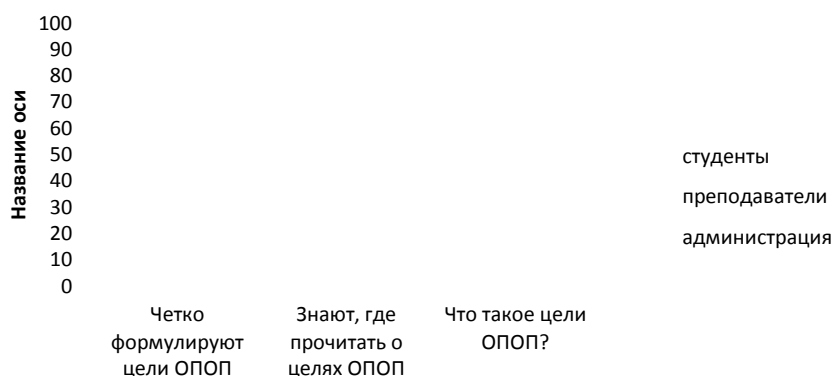 100
90
80
70
60
50
40
30
20
10
0
Название оси
студенты
преподаватели
администрация
Четко
формулируют
цели ОПОП
Знают, где
прочитать о
целях ОПОП
Что такое цели
ОПОП?